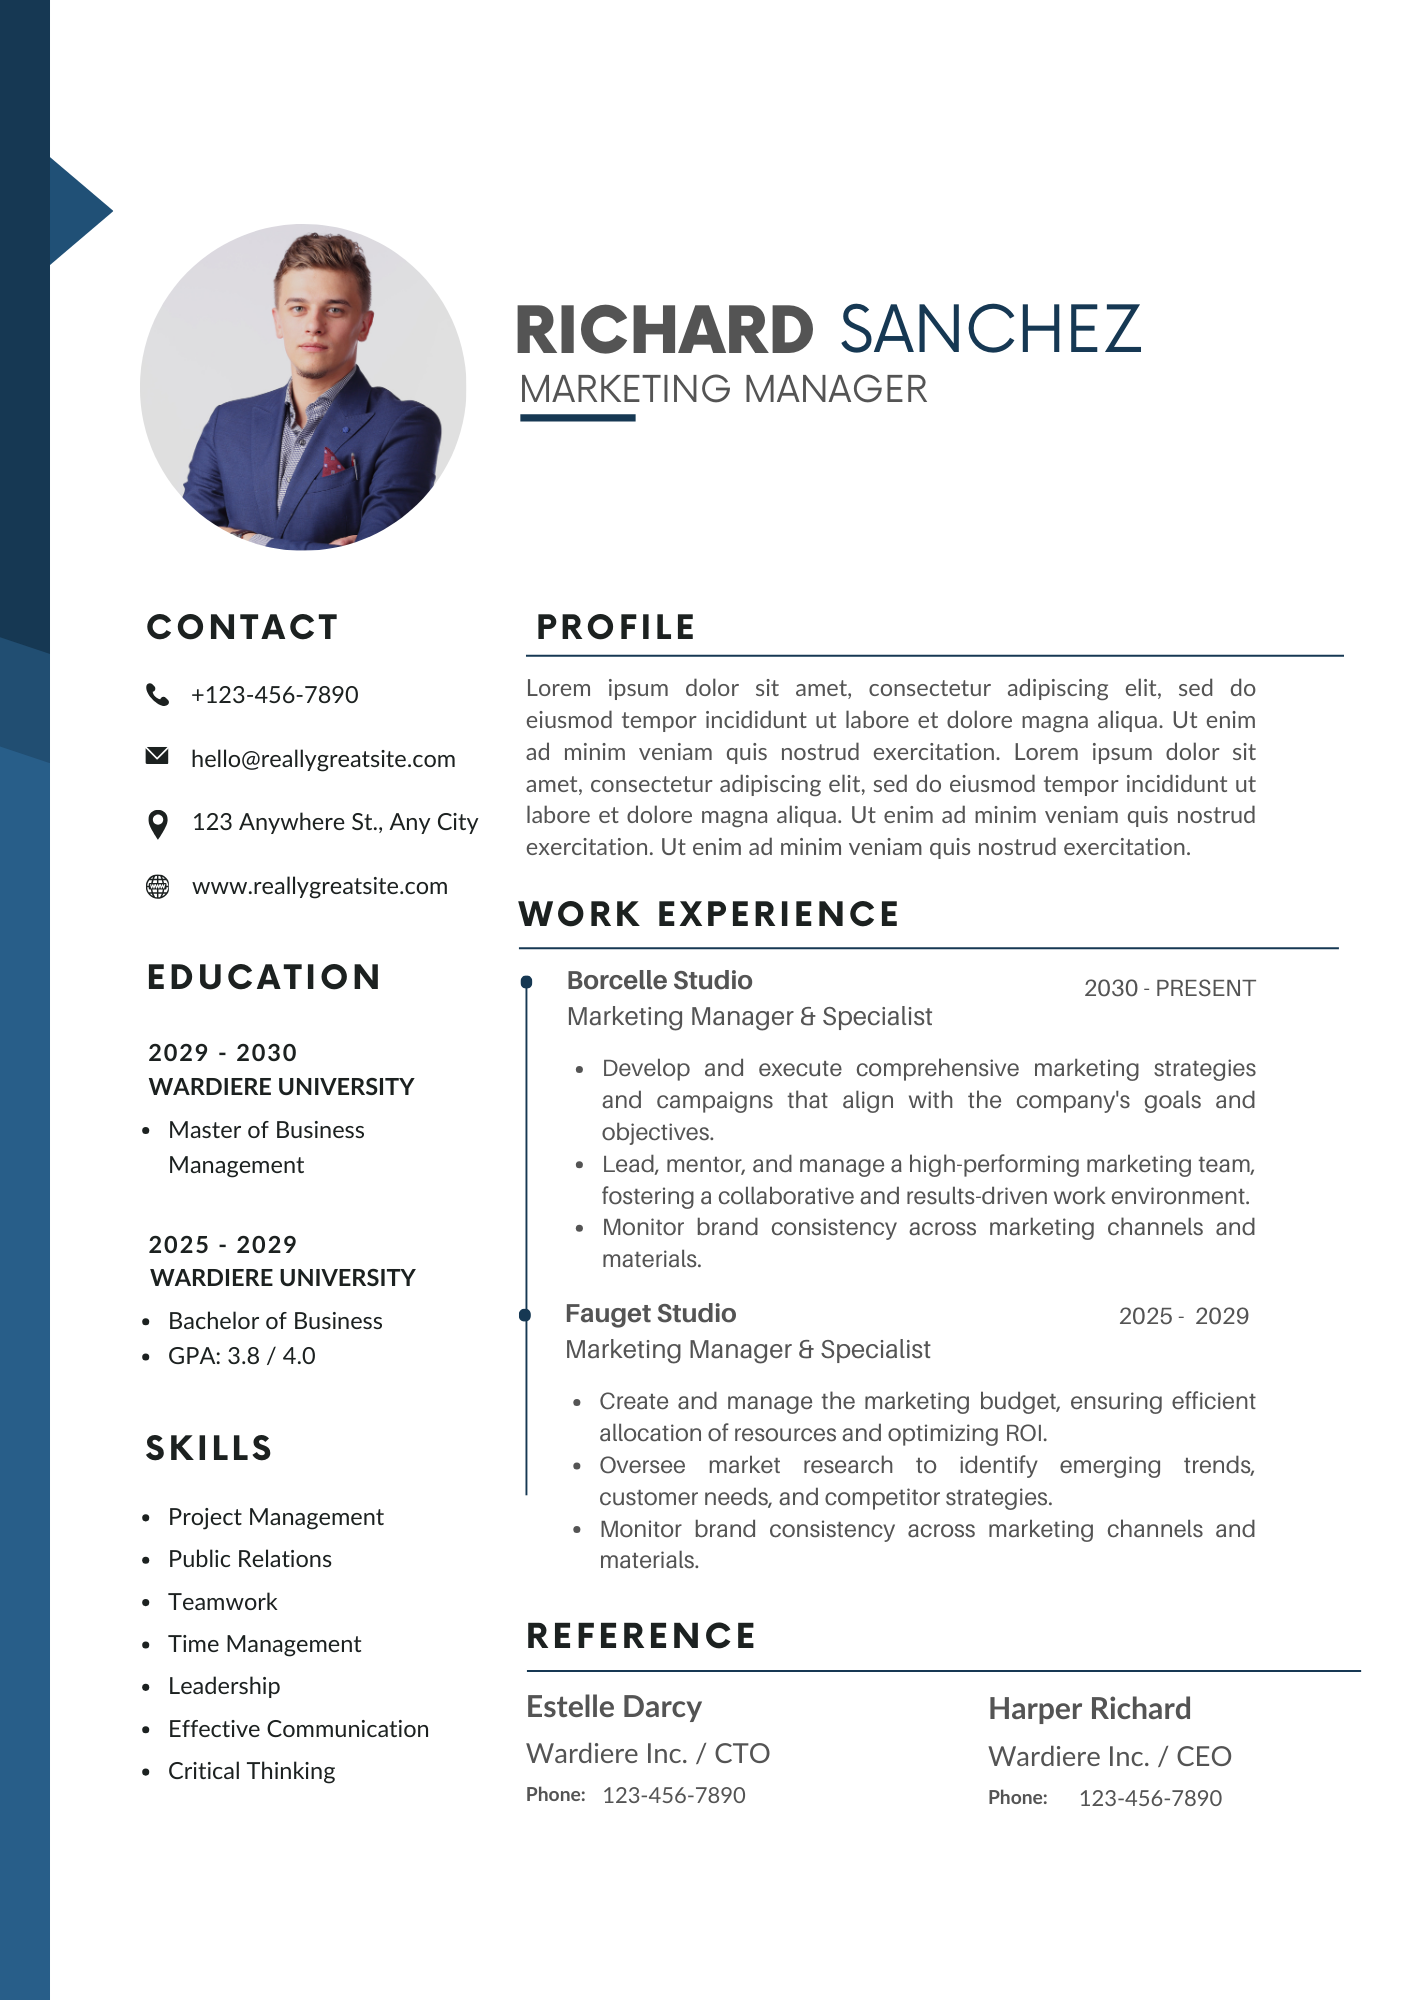 RICHARD SANCHEZ
MARKETING MANAGER
CONTACT
+123-456-7890
hello@reallygreatsite.com
123 Anywhere St., Any City
www.reallygreatsite.com
EDUCATION
2029 - 2030
WARDIERE UNIVERSITY
• Master of Business
Management
2025 - 2029
WARDIERE UNIVERSITY
• Bachelor of Business
• GPA: 3.8 / 4.0
SKILLS
• Project Management
• Public Relations
• Teamwork
• Time Management
• Leadership
• Effective Communication
• Critical Thinking
PROFILE
Lorem ipsum dolor sit amet, consectetur adipiscing elit, sed do
eiusmod tempor incididunt ut labore et dolore magna aliqua. Ut enim
ad minim veniam quis nostrud exercitation. Lorem ipsum dolor sit
amet, consectetur adipiscing elit, sed do eiusmod tempor incididunt ut
labore et dolore magna aliqua. Ut enim ad minim veniam quis nostrud
exercitation. Ut enim ad minim veniam quis nostrud exercitation.
WORK EXPERIENCE
Borcelle Studio
2030 - PRESENT
Marketing Manager & Specialist
• Develop and execute comprehensive marketing strategies
and campaigns that align with the company's goals and
objectives.
• Lead, mentor, and manage a high-performing marketing team,
fostering a collaborative and results-driven work environment.
• Monitor brand consistency across marketing channels and
materials.
Fauget Studio
2025 - 2029
Marketing Manager & Specialist
• Create and manage the marketing budget, ensuring efficient
allocation of resources and optimizing ROI.
• Oversee market research to identify emerging trends,
customer needs, and competitor strategies.
• Monitor brand consistency across marketing channels and
materials.
REFERENCE
Estelle Darcy
Wardiere Inc. / CTO
Phone: 123-456-7890
Harper Richard
Wardiere Inc. / CEO
Phone: 123-456-7890